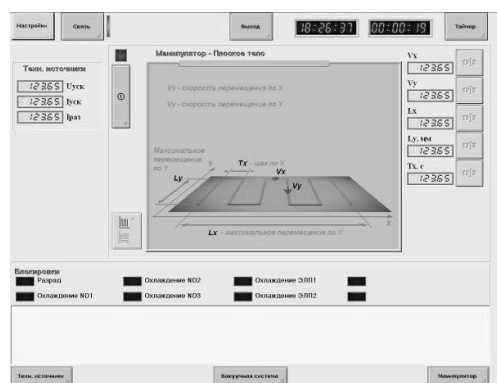 Настройки
Связь
Выход
18:26:37
00:00:19
Таймер
Манипулятор - Плоское тело
Техн. источники
12365 Uуск
12365 Iуск
12365 Iраз
Vx - скорость перемещения по X
Vy - скорость перемещения по Y
Максимальное
перемещение
по Y
Tx - шаг по X
Vx
Vy
Ly
Y
X
Lx - максимальное перемещение по X
Vx
12365
Vy
12365
Lx
12365
Ly, мм
12365
Tx, с
12365
Блокировки
Разряд
Охлаждение ND2
Охлаждение ЭЛП1
Охлаждение ND1
Охлаждение ND3
Охлаждение ЭЛП2
Техн. источники
Вакуумная система
Манипулятор